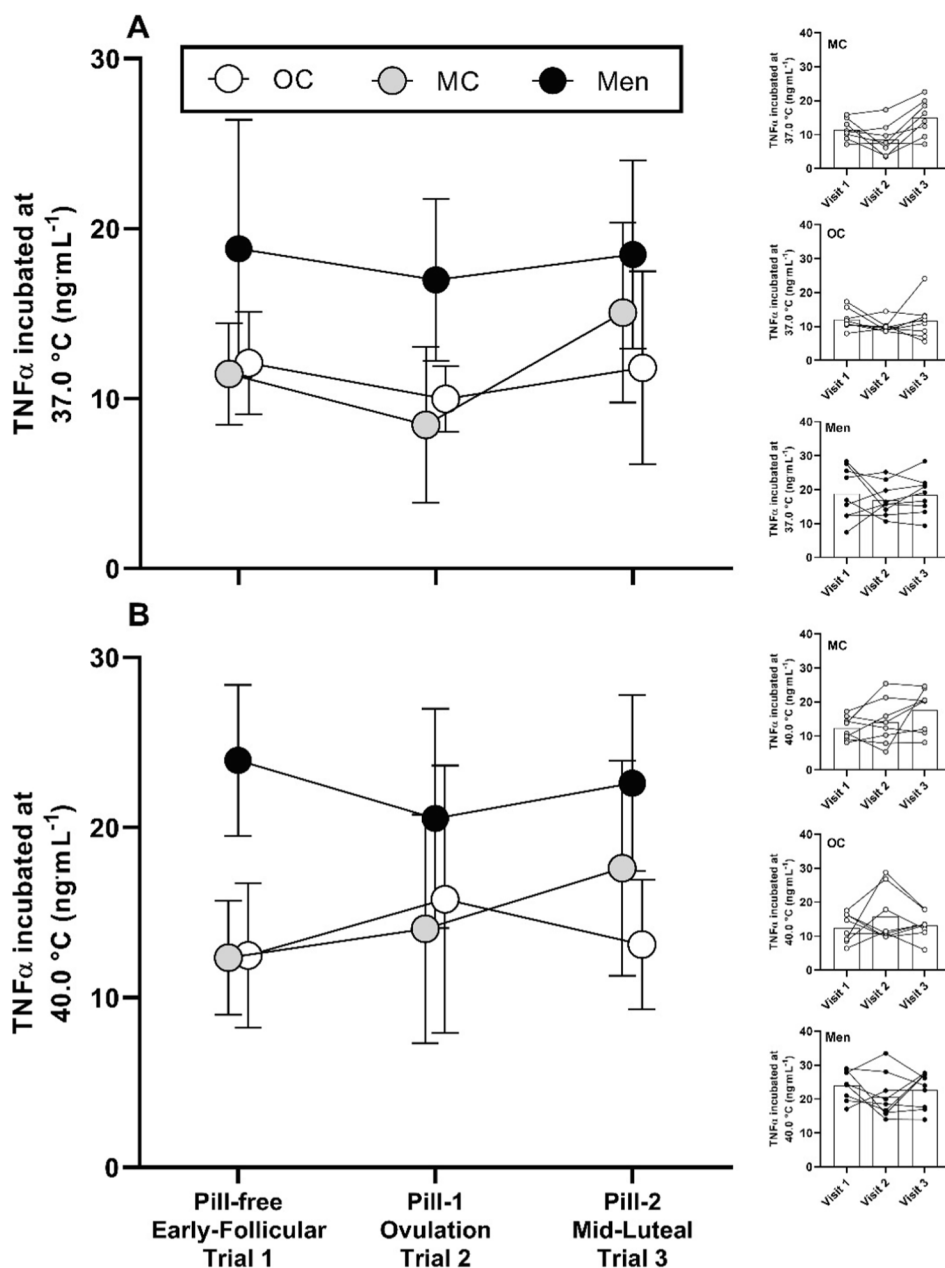 A
30
20
10
0
TNFα incubated at
37.0 °C (ng·mL-1)
OC
MC
Men
B
30
20
10
0
TNFα incubated at
40.0 °C (ng·mL-1)
Pill-free
Early-Follicular
Trial 1
Pill-1
Ovulation
Trial 2
Pill-2
Mid-Luteal
Trial 3
MC
TNFα incubated at
37.0 °C (ng·mL-1)
40
30
20
10
0
Visit 1
Visit 2
Visit 3
OC
TNFα incubated at
37.0 °C (ng·mL-1)
40
30
20
10
0
Visit 1
Visit 2
Visit 3
Men
TNFα incubated at
37.0 °C (ng·mL-1)
40
30
20
10
0
Visit 1
Visit 2
Visit 3
MC
TNFα incubated at
40.0 °C (ng·mL-1)
40
30
20
10
0
Visit 1
Visit 2
Visit 3
OC
TNFα incubated at
40.0 °C (ng·mL-1)
40
30
20
10
0
Visit 1
Visit 2
Visit 3
Men
TNFα incubated at
40.0 °C (ng·mL-1)
40
30
20
10
0
Visit 1
Visit 2
Visit 3